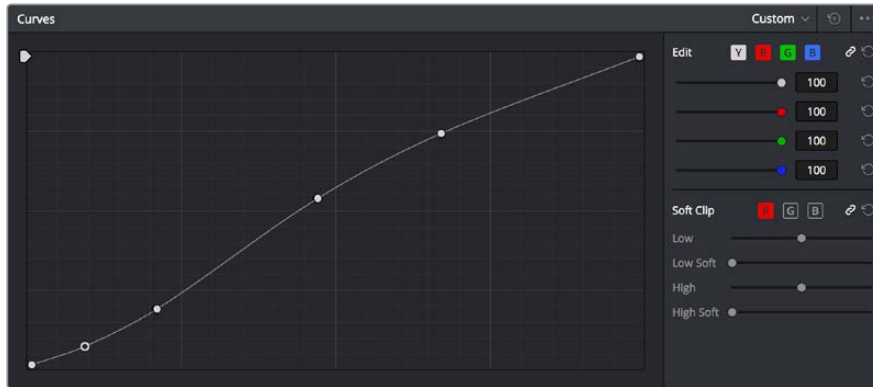 Curves
Custom
Edit Y R G B
100
100
100
100
Soft Clip R G B
Low
Low Soft
High
High Soft